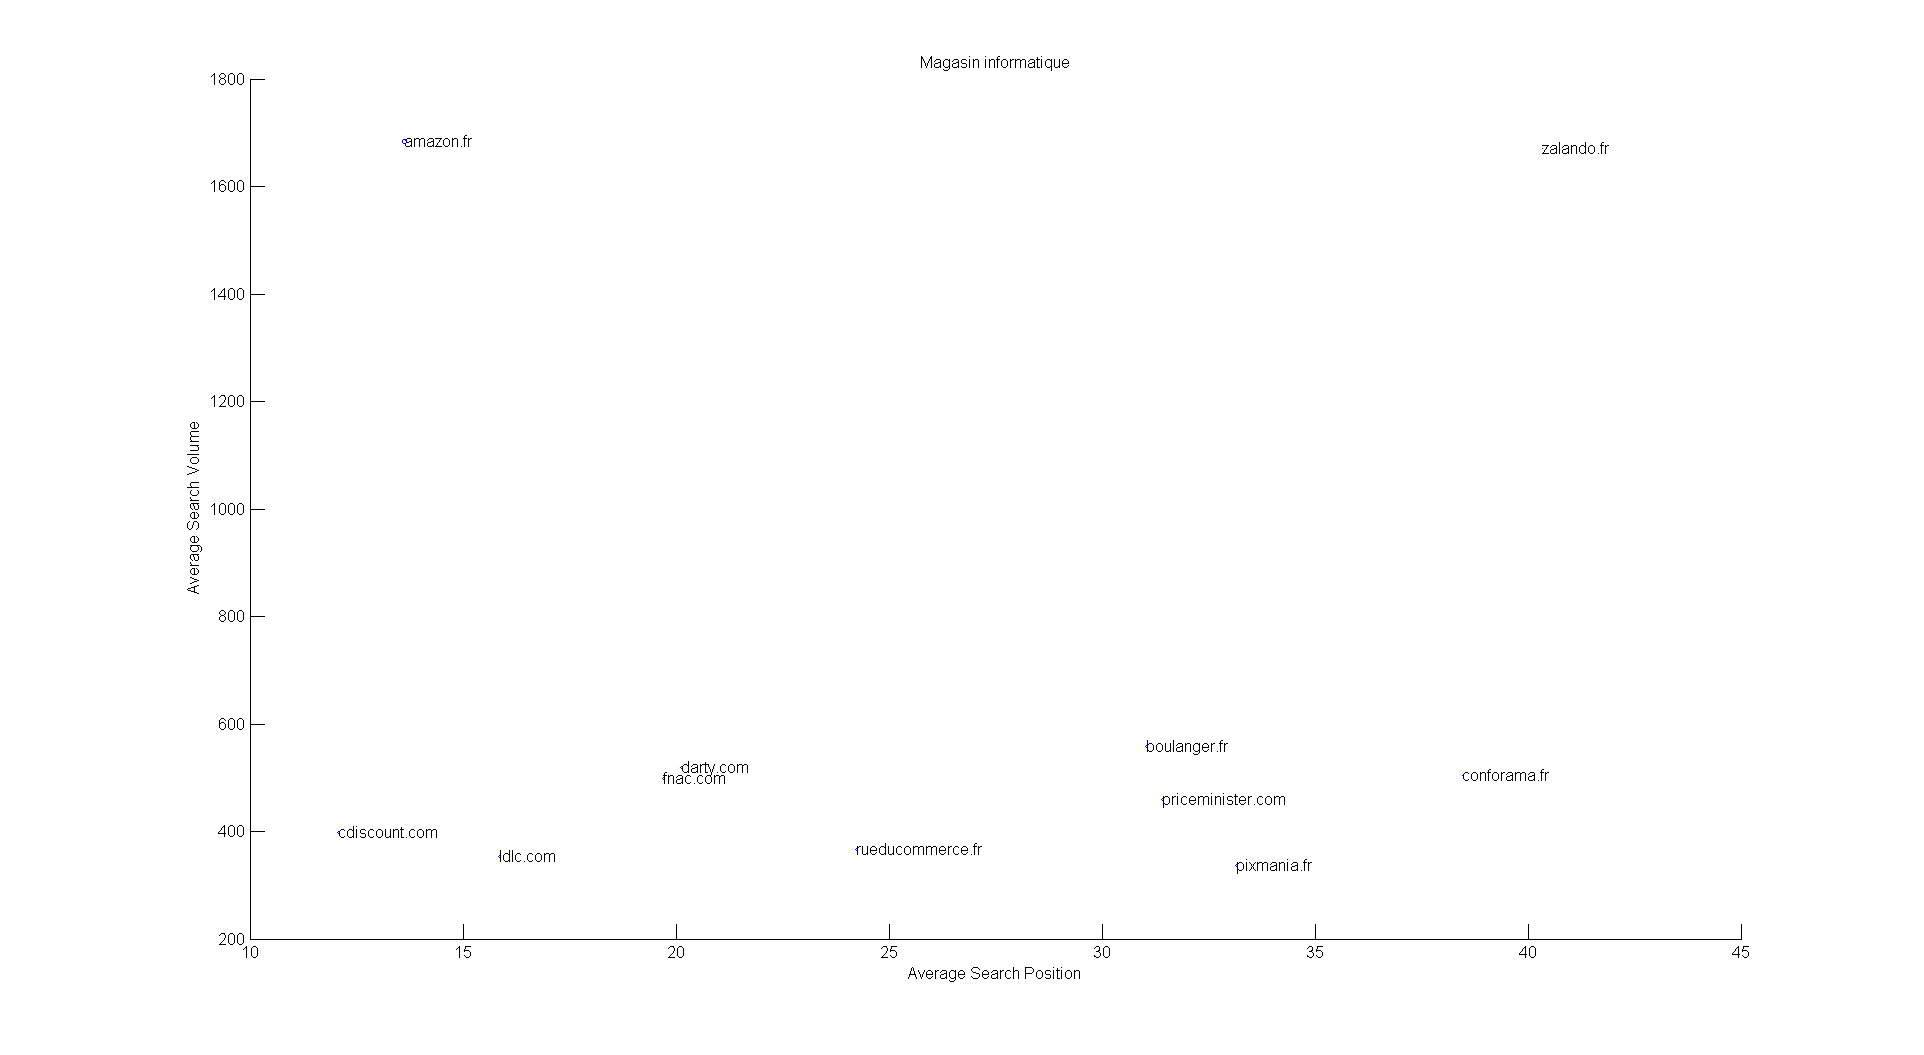 Magasin informatique
1800
amazon.fr
zalando.fr
1600
1400
1200
1000
Average Search Volume
800
600
boulanger.fr
darty.com
conforama.fr
fnac.com
priceminister.com
400
cdiscount.com
rueducommerce.fr
ldlc.com
pixmania.fr
200
10 15 20 25 30 35 40 45
Average Search Position